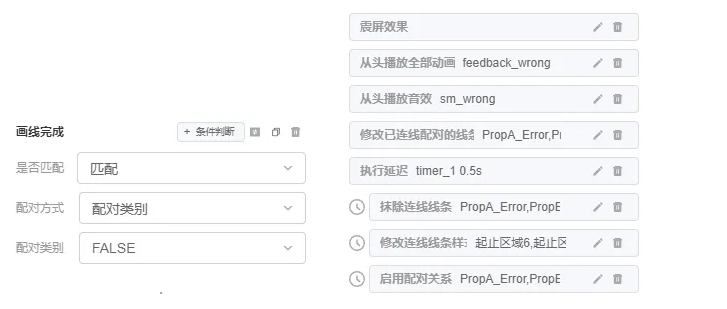 画线完成
+ 条件判断
是否匹配 匹配
配对方式 配对类别
配对类别 FALSE
震屏效果
从头播放全部动画 feedback_wrong
从头播放音效 sm_wrong
修改已连线配对的线条 PropA_Error,Pr
执行延迟 timer_1 0.5s
抹除连线线条 PropA_Error,PropE
修改连线线条样式 起止区域6,起止区
启用配对关系 PropA_Error,PropE